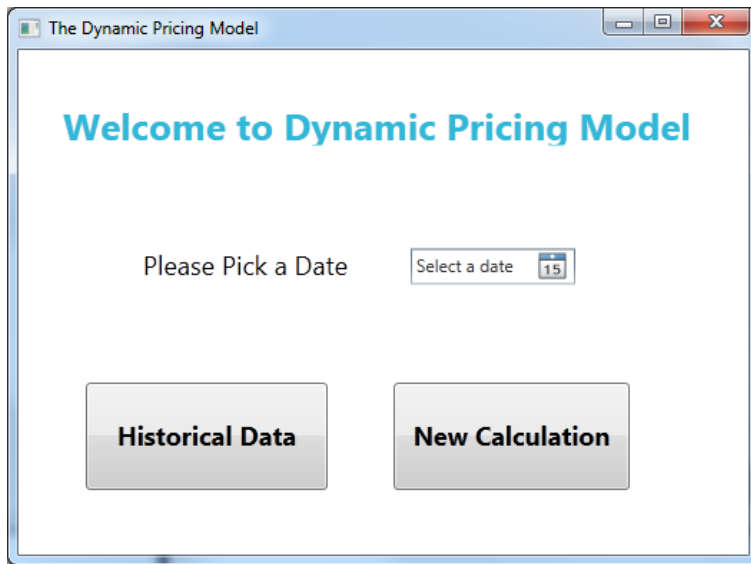 The Dynamic Pricing Model
Welcome to Dynamic Pricing Model
Please Pick a Date
Select a date
15
Historical Data
New Calculation